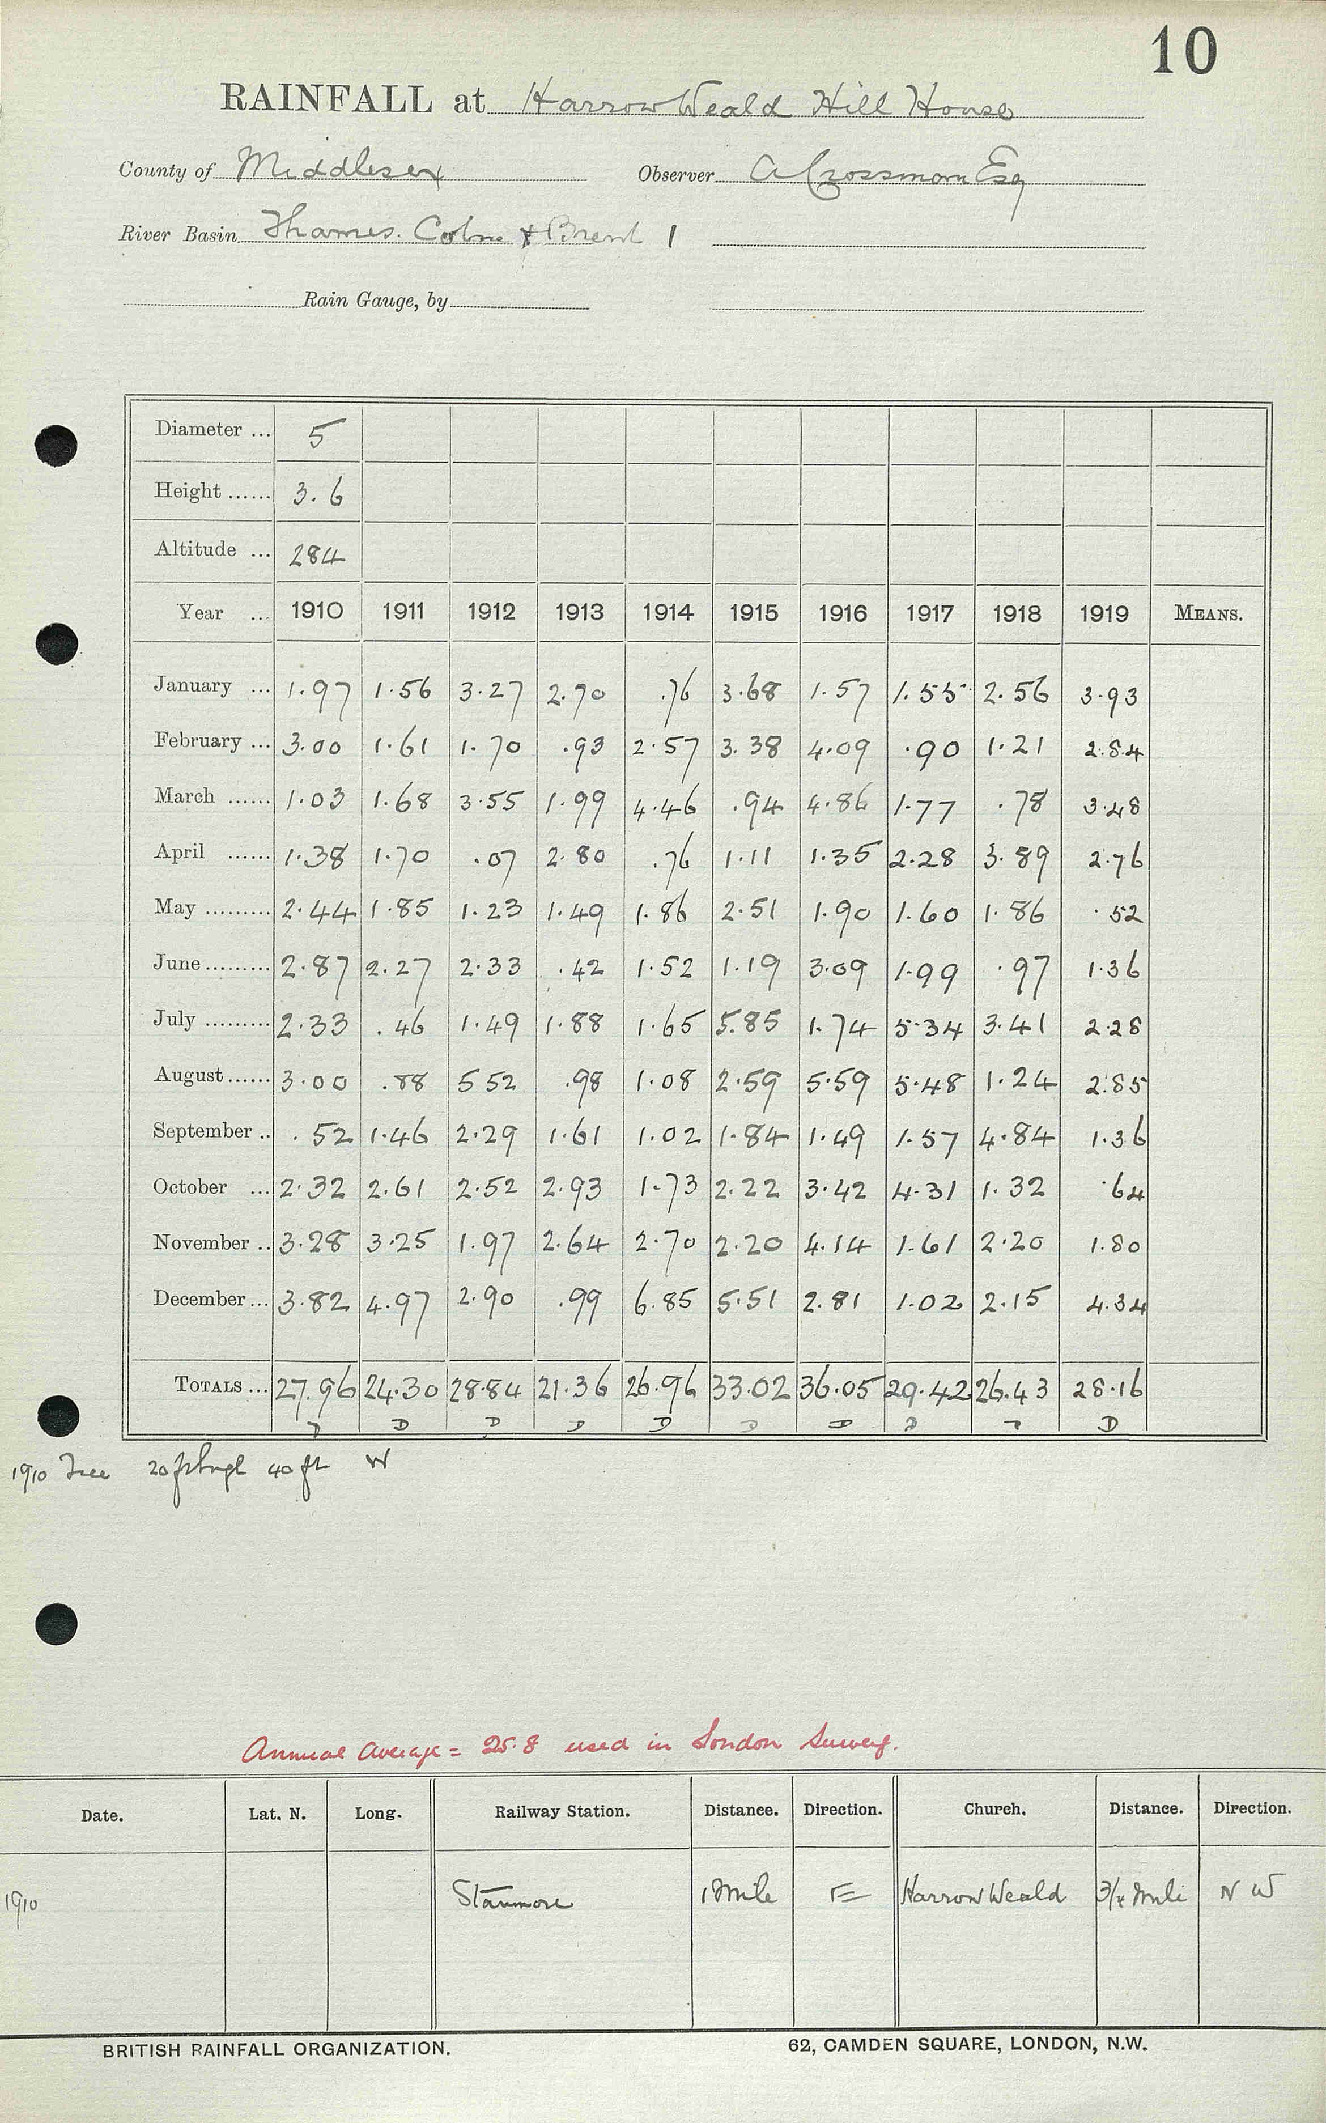 10
RAINFALL at Harrow Weald Hill House
County of Middlesex Observer A Crossman Esq
River Basin Thames. Colne & Brent 1
Rain Gauge, by
Diameter ... 5
Height ...... 3.6
Altitude ... 284
Year ... 1910 1911 1912 1913 1914 1915 1916 1917 1918 1919 MEANS.
January ... 1.97 1.56 3.27 2.70 .76 3.68 1.57 1.55 2.56 3.93
February ... 3.00 1.61 1.70 .93 2.57 3.38 4.09 .90 1.21 2.84
March ...... 1.03 1.68 3.55 1.99 4.46 .94 4.86 1.77 .78 3.48
April ...... 1.38 1.70 .07 2.80 .76 1.11 1.35 2.28 3.89 2.76
May ......... 2.44 1.85 1.23 1.49 1.86 2.51 1.90 1.60 1.86 .52
June ......... 2.87 2.27 2.33 .42 1.52 1.19 3.09 1.99 .97 1.36
July ......... 2.33 .46 1.49 1.88 1.65 5.85 1.74 5.34 3.41 2.28
August ...... 3.00 .88 5 52 .98 1.08 2.59 5.59 5.48 1.24 2.85
September .. .52 1.46 2.29 1.61 1.02 1.84 1.49 1.57 4.84 1.36
October ... 2.32 2.61 2.52 2.93 1.73 2.22 3.42 4.31 1.32 .64
November .. 3.28 3.25 1.97 2.64 2.70 2.20 4.14 1.61 2.20 1.80
December ... 3.82 4.97 2.90 .99 6.85 5.51 2.81 1.02 2.15 4.34
TOTALS ... 27.96 24.30 28.84 21.36 26.96 33.02 36.05 29.42 26.43 28.16
D D D D D D D D D
1910 Tree 20 ft 40 ft W
Annual average = 25.8 used in London Survey.
Date. Lat. N. Long. Railway Station. Distance. Direction. Church. Distance. Direction.
1910 Stanmore 1 Mile E Harrow Weald 3/4 Mile N W
BRITISH RAINFALL ORGANIZATION. 62, CAMDEN SQUARE, LONDON, N.W.